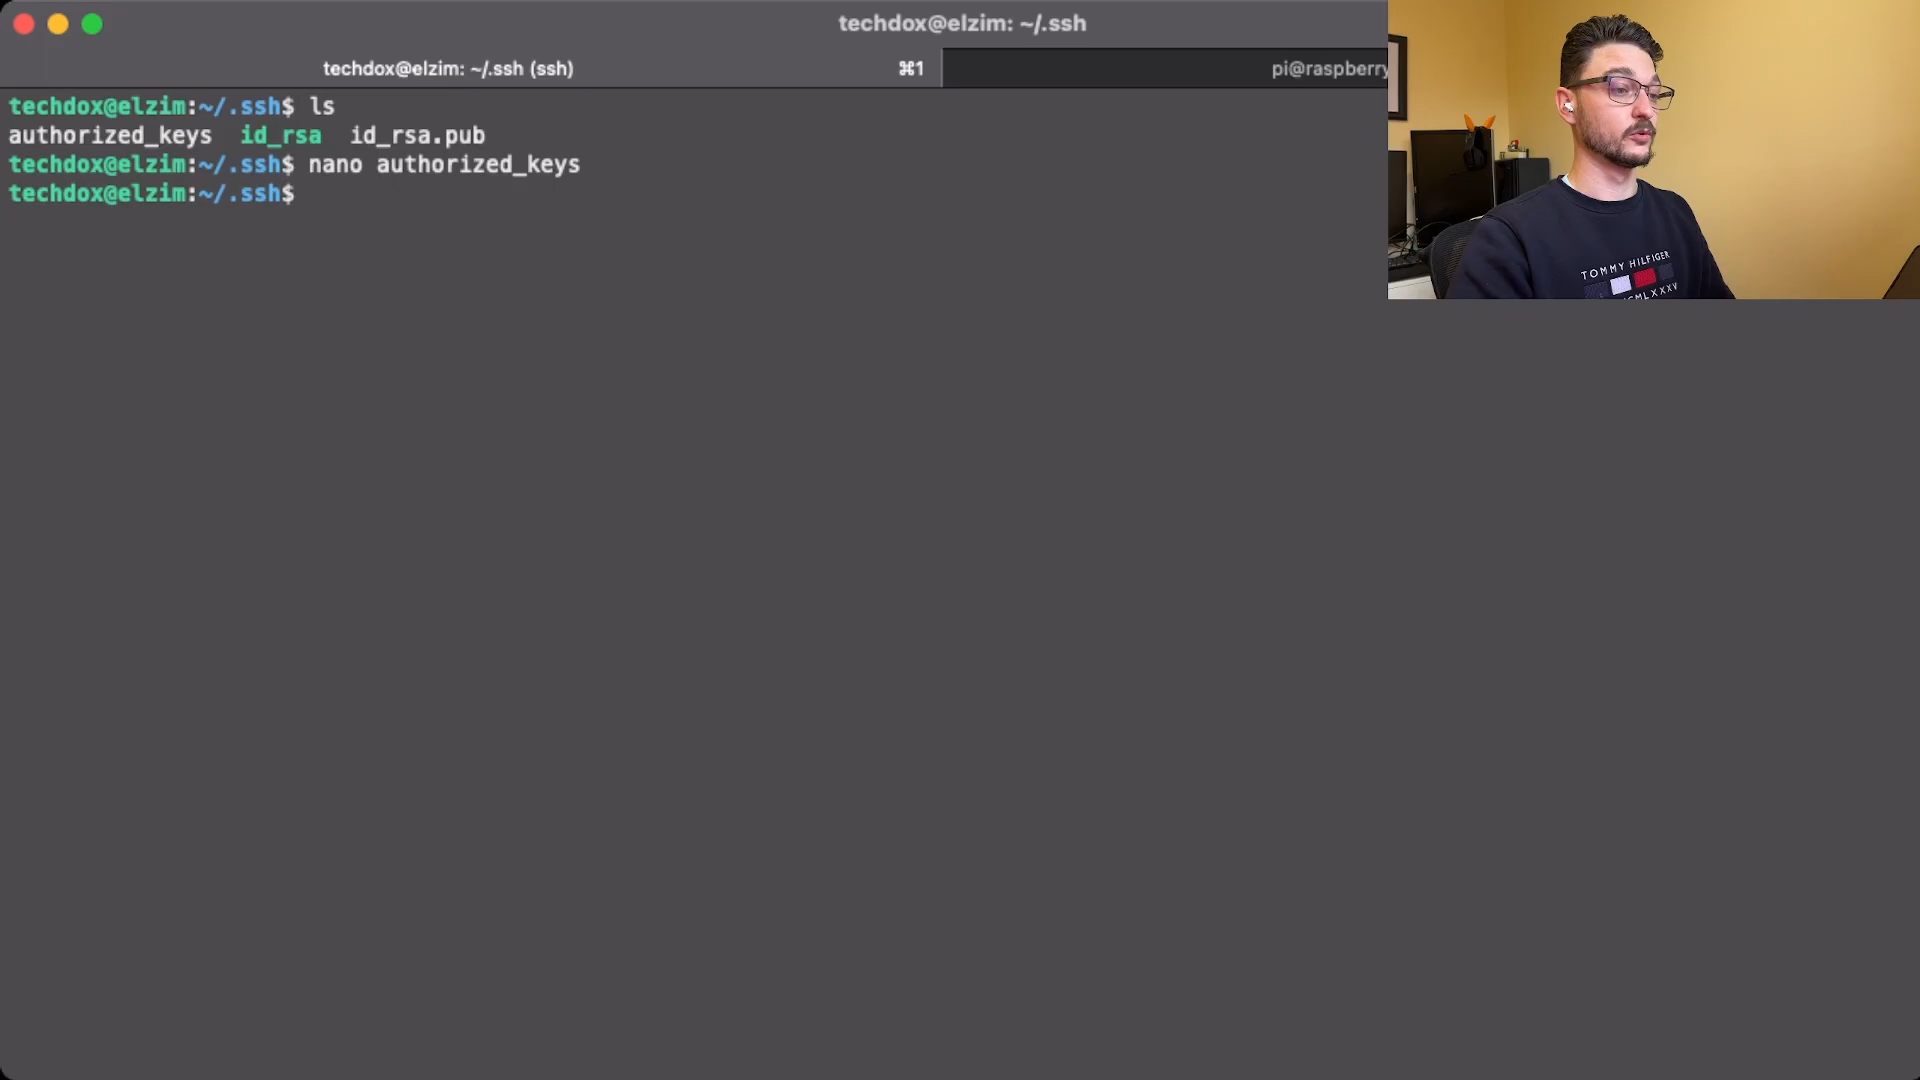 techdox@elzim: ~/.ssh
techdox@elzim: ~/.ssh (ssh) ⌘1 pi@raspberry
techdox@elzim:~/.ssh$ ls
authorized_keys id_rsa id_rsa.pub
techdox@elzim:~/.ssh$ nano authorized_keys
techdox@elzim:~/.ssh$
TOMMY HILFIGER